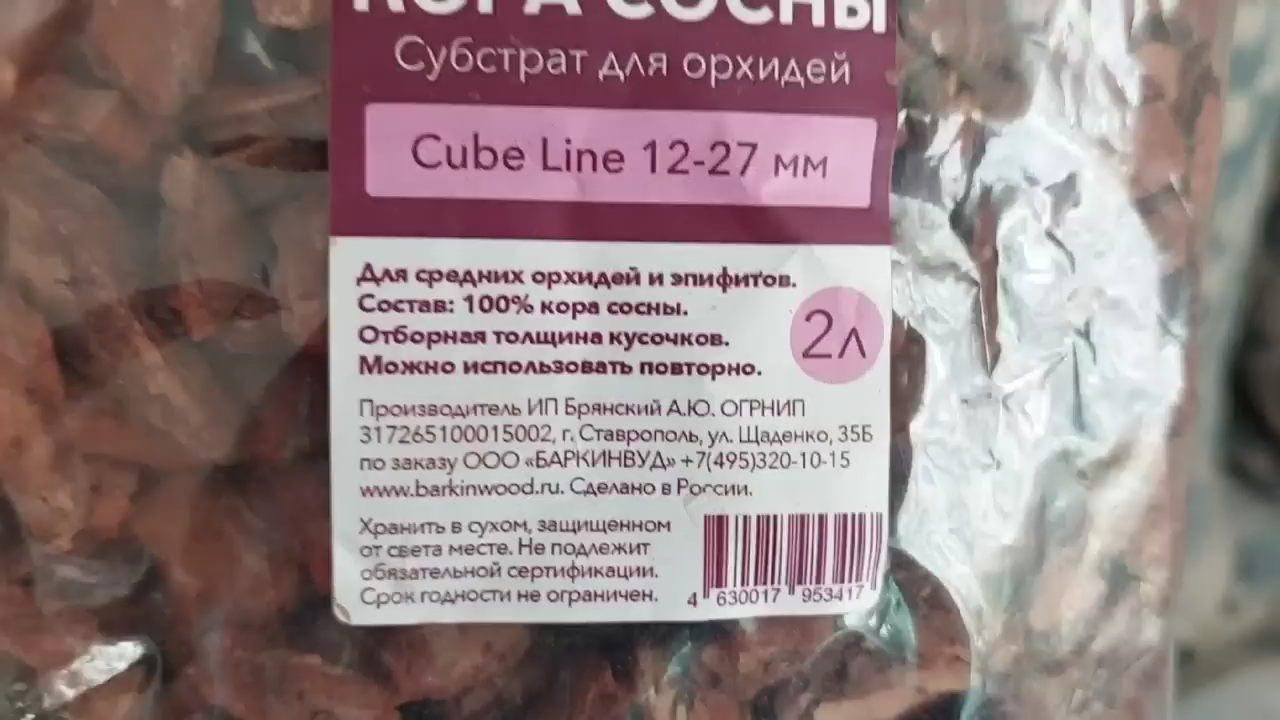 КОРА СОСНЫ
Субстрат для орхидей
Cube Line 12-27 мм
Для средних орхидей и эпифитов.
Состав: 100% кора сосны.
Отборная толщина кусочков.
Можно использовать повторно.
2л
Производитель ИП Брянский А.Ю. ОГРНИП
317265100015002, г. Ставрополь, ул. Щаденко, 35Б
по заказу ООО «БАРКИНВУД» +7(495)320-10-15
www.barkinwood.ru. Сделано в России.
Хранить в сухом, защищенном
от света месте. Не подлежит
обязательной сертификации.
Срок годности не ограничен.
4 630017 953417